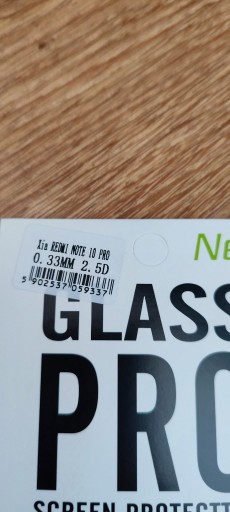 Xia REDMI NOTE 10 PRO
0.33MM 2.5D
5902537059337
NE
GLASS
PRO
SCREEN PROTECT